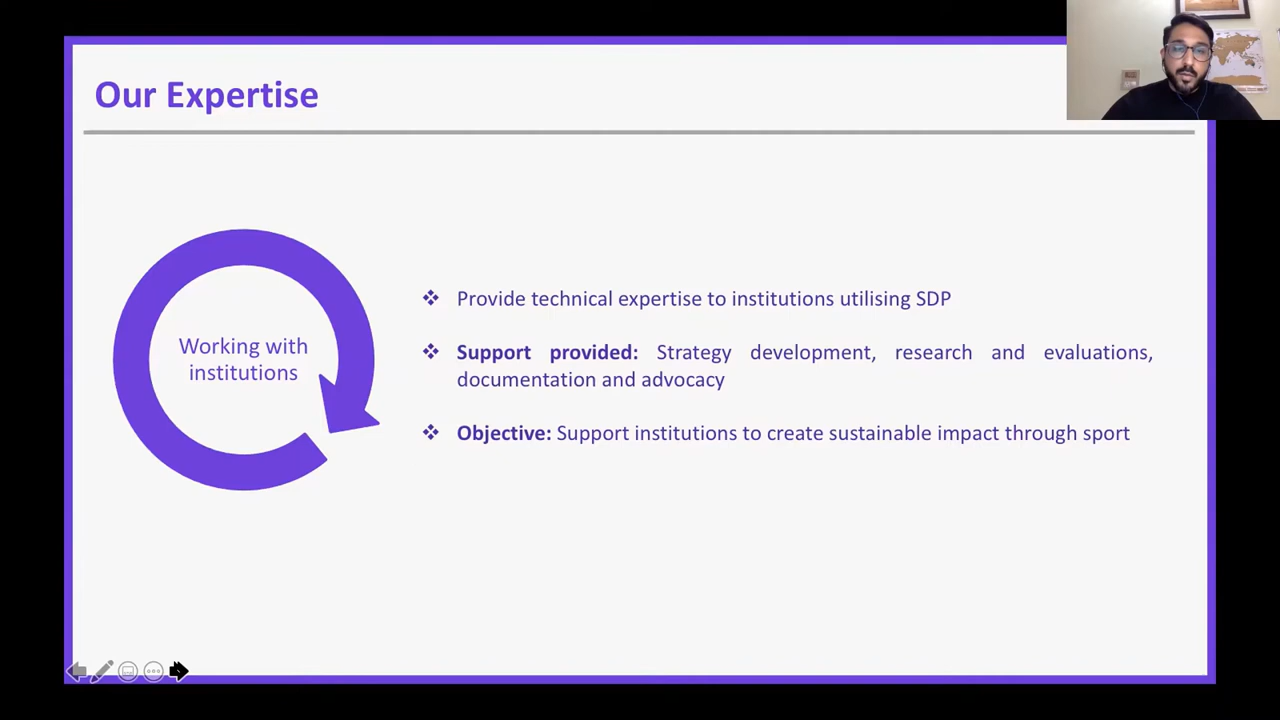 Our Expertise
Working with
institutions
❖ Provide technical expertise to institutions utilising SDP
❖ Support provided: Strategy development, research and evaluations,
documentation and advocacy
❖ Objective: Support institutions to create sustainable impact through sport